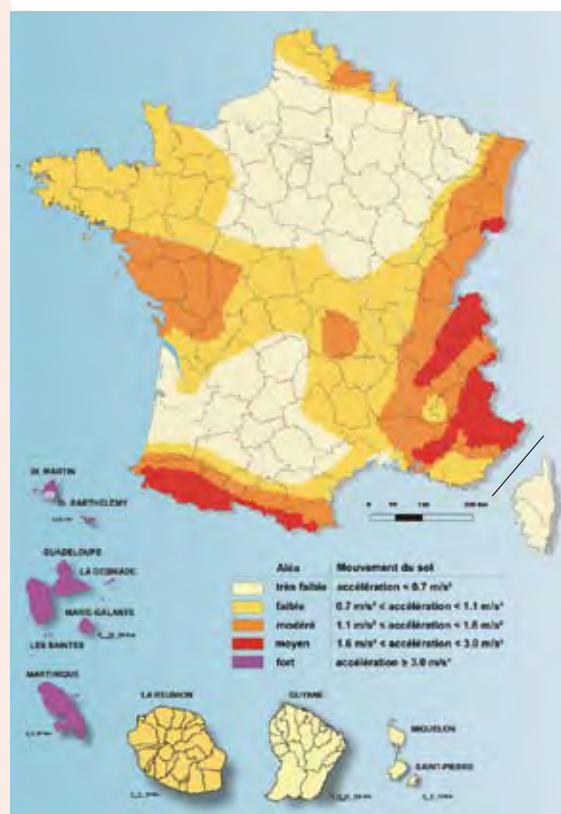 ST. MARTIN
ST. BARTHÉLEMY
GUADELOUPE
LA DÉSIRADE
MARIE-GALANTE
LES SAINTES
MARTINIQUE
0 50 100 200 km
Aléa Mouvement du sol
très faible accélération < 0.7 m/s²
faible 0.7 m/s² < accélération < 1.1 m/s²
modéré 1.1 m/s² < accélération < 1.6 m/s²
moyen 1.6 m/s² < accélération < 3.0 m/s²
fort accélération ≥ 3.0 m/s²
LA RÉUNION
GUYANE
MIQUELON
SAINT-PIERRE